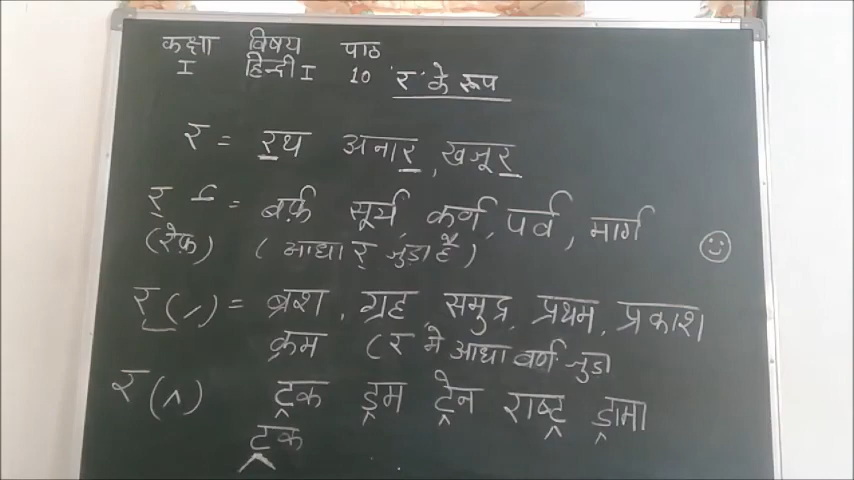 कक्षा विषय पाठ
I हिन्दी I 10 'र' के रूप
र = रथ अनार, खजूर
र् र्‍ = बर्फ़ सूर्य, कर्ण, पर्व, मार्ग
(रेफ़) (आधा र् जुड़ा है)
र् (/) = ब्रश, ग्रह, समुद्र, प्रथम, प्रकाश
क्रम (र मे आधा वर्ण जुड़ा
र (^) ट्रक ड्रम ट्रेन राष्ट्र ड्रामा
ट्रक